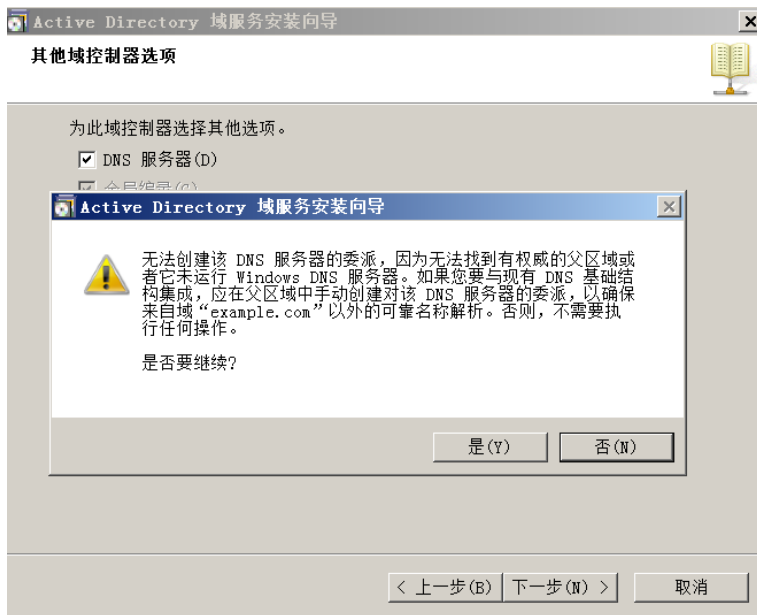 Active Directory 域服务安装向导
其他域控制器选项
为此域控制器选择其他选项。
DNS 服务器(D)
全局编录(G)
Active Directory 域服务安装向导
无法创建该 DNS 服务器的委派，因为无法找到有权威的父区域或
者它未运行 Windows DNS 服务器。如果您要与现有 DNS 基础结
构集成，应在父区域中手动创建对该 DNS 服务器的委派，以确保
来自域“example.com”以外的可靠名称解析。否则，不需要执
行任何操作。
是否要继续?
是(Y)
否(N)
< 上一步(B)
下一步(N) >
取消